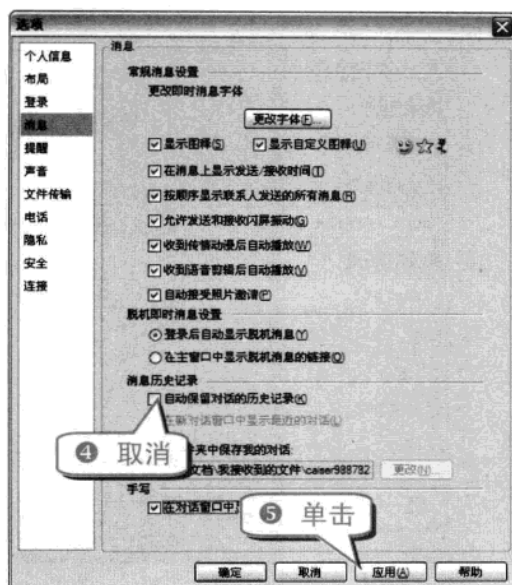 选项
个人信息
布局
登录
消息
提醒
声音
文件传输
电话
隐私
安全
连接
消息
常规消息设置
更改即时消息字体
更改字体(F)...
显示图释(S) 显示自定义图释(U)
在消息上显示发送/接收时间(T)
按顺序显示联系人发送的所有消息(R)
允许发送和接收闪屏振动(G)
收到传情动漫后自动播放(W)
收到语音剪辑后自动播放(V)
自动接受照片邀请(P)
脱机即时消息设置
登录后自动显示脱机消息(Y)
在主窗口中显示脱机消息的链接(Q)
消息历史记录
自动保留对话的历史记录(K)
在新对话窗口中显示最近的对话(L)
❹ 取消
件夹中保存我的对话:
文档\我接收到的文件\caiser988782 更改(N)...
手写
在对话窗口中
❺ 单击
确定 取消 应用(A) 帮助